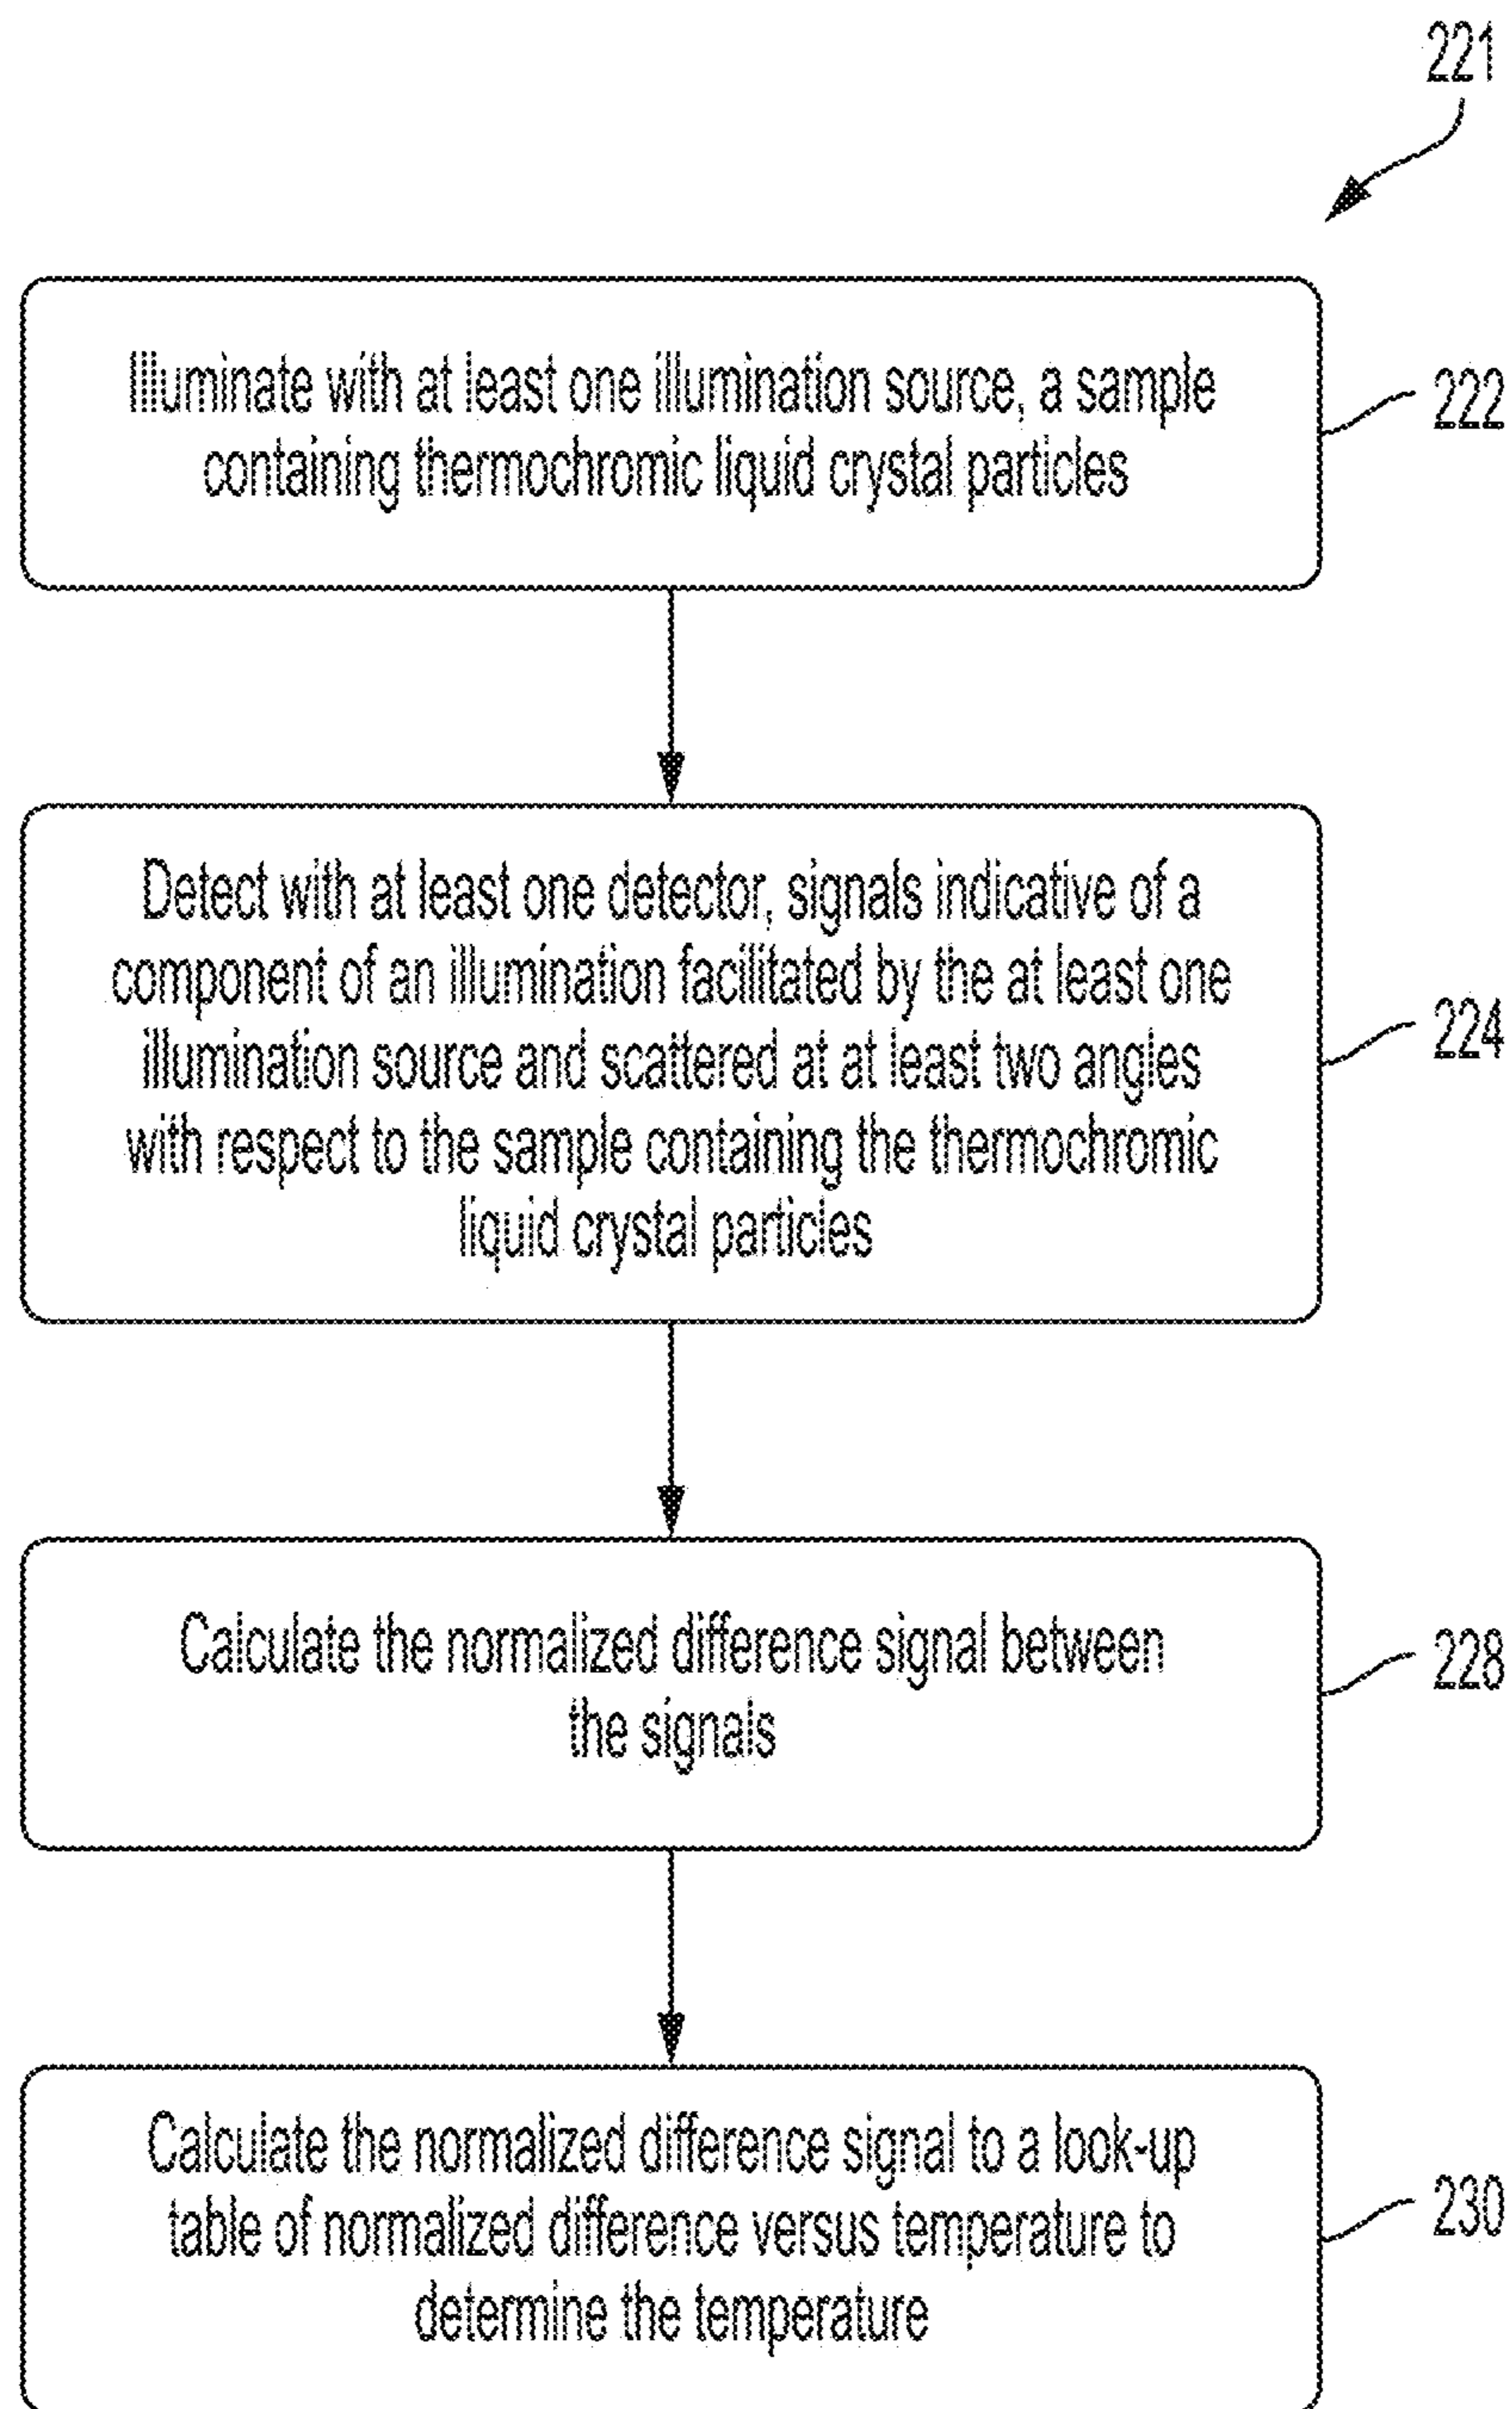 221
Illuminate with at least one illumination source, a sample
containing thermochromic liquid crystal particles
222
Detect with at least one detector, signals indicative of a
component of an illumination facilitated by the at least one
illumination source and scattered at at least two angles
with respect to the sample containing the thermochromic
liquid crystal particles
224
Calculate the normalized difference signal between
the signals
228
Calculate the normalized difference signal to a look-up
table of normalized difference versus temperature to
determine the temperature
230